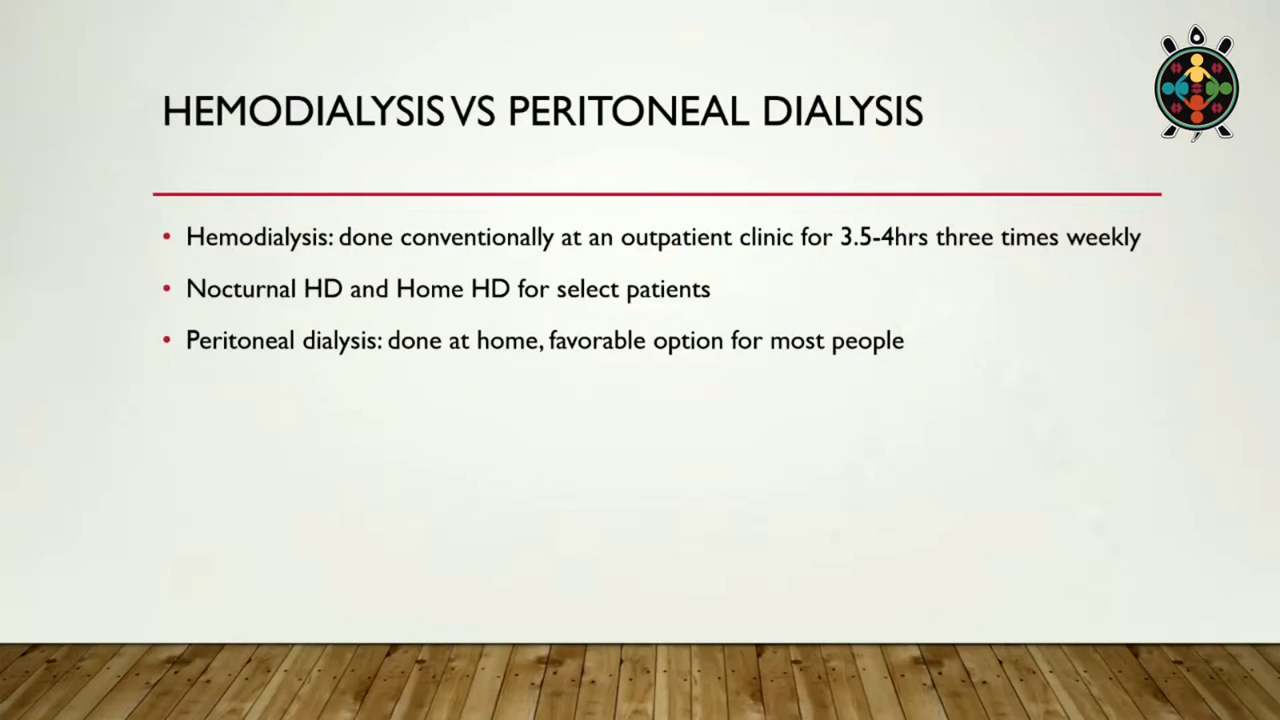 HEMODIALYSIS VS PERITONEAL DIALYSIS
• Hemodialysis: done conventionally at an outpatient clinic for 3.5-4hrs three times weekly
• Nocturnal HD and Home HD for select patients
• Peritoneal dialysis: done at home, favorable option for most people